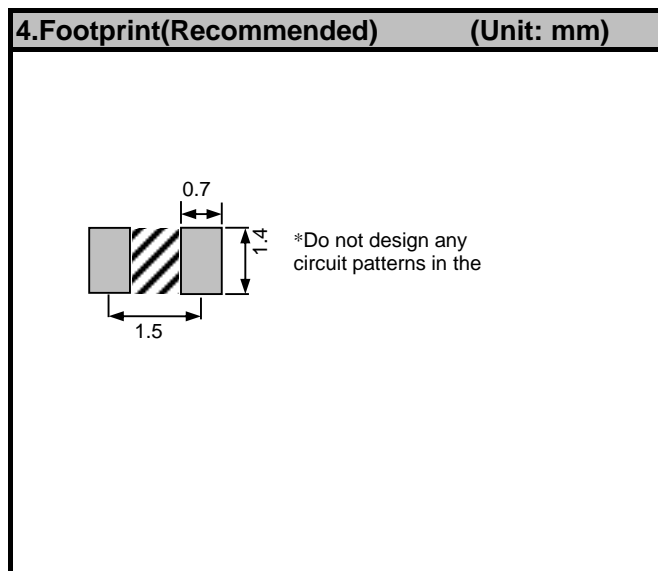 4.Footprint(Recommended) (Unit: mm)
0.7
1.4
*Do not design any
circuit patterns in the
1.5